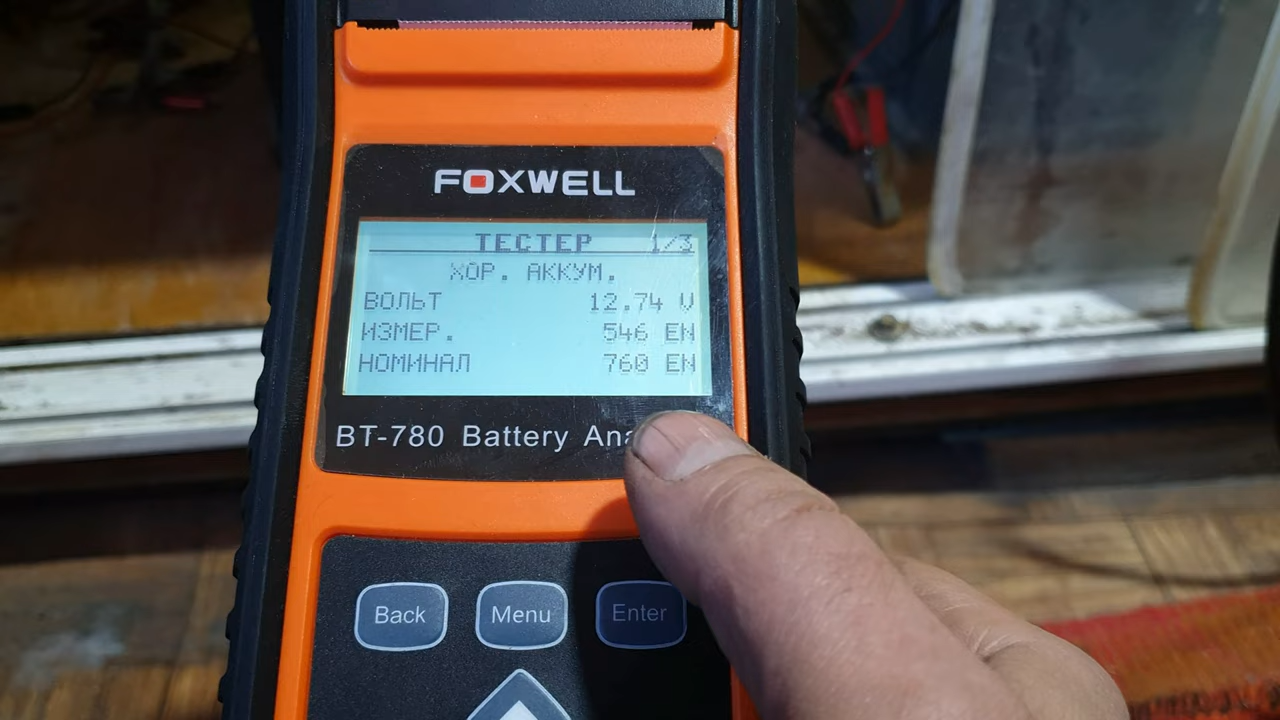 FOXWELL
ТЕСТЕР 1/3
ХОР. АККУМ.
ВОЛЬТ 12.74 V
ИЗМЕР. 546 EN
НОМИНАЛ 760 EN
BT-780 Battery Ana
Back Menu Enter